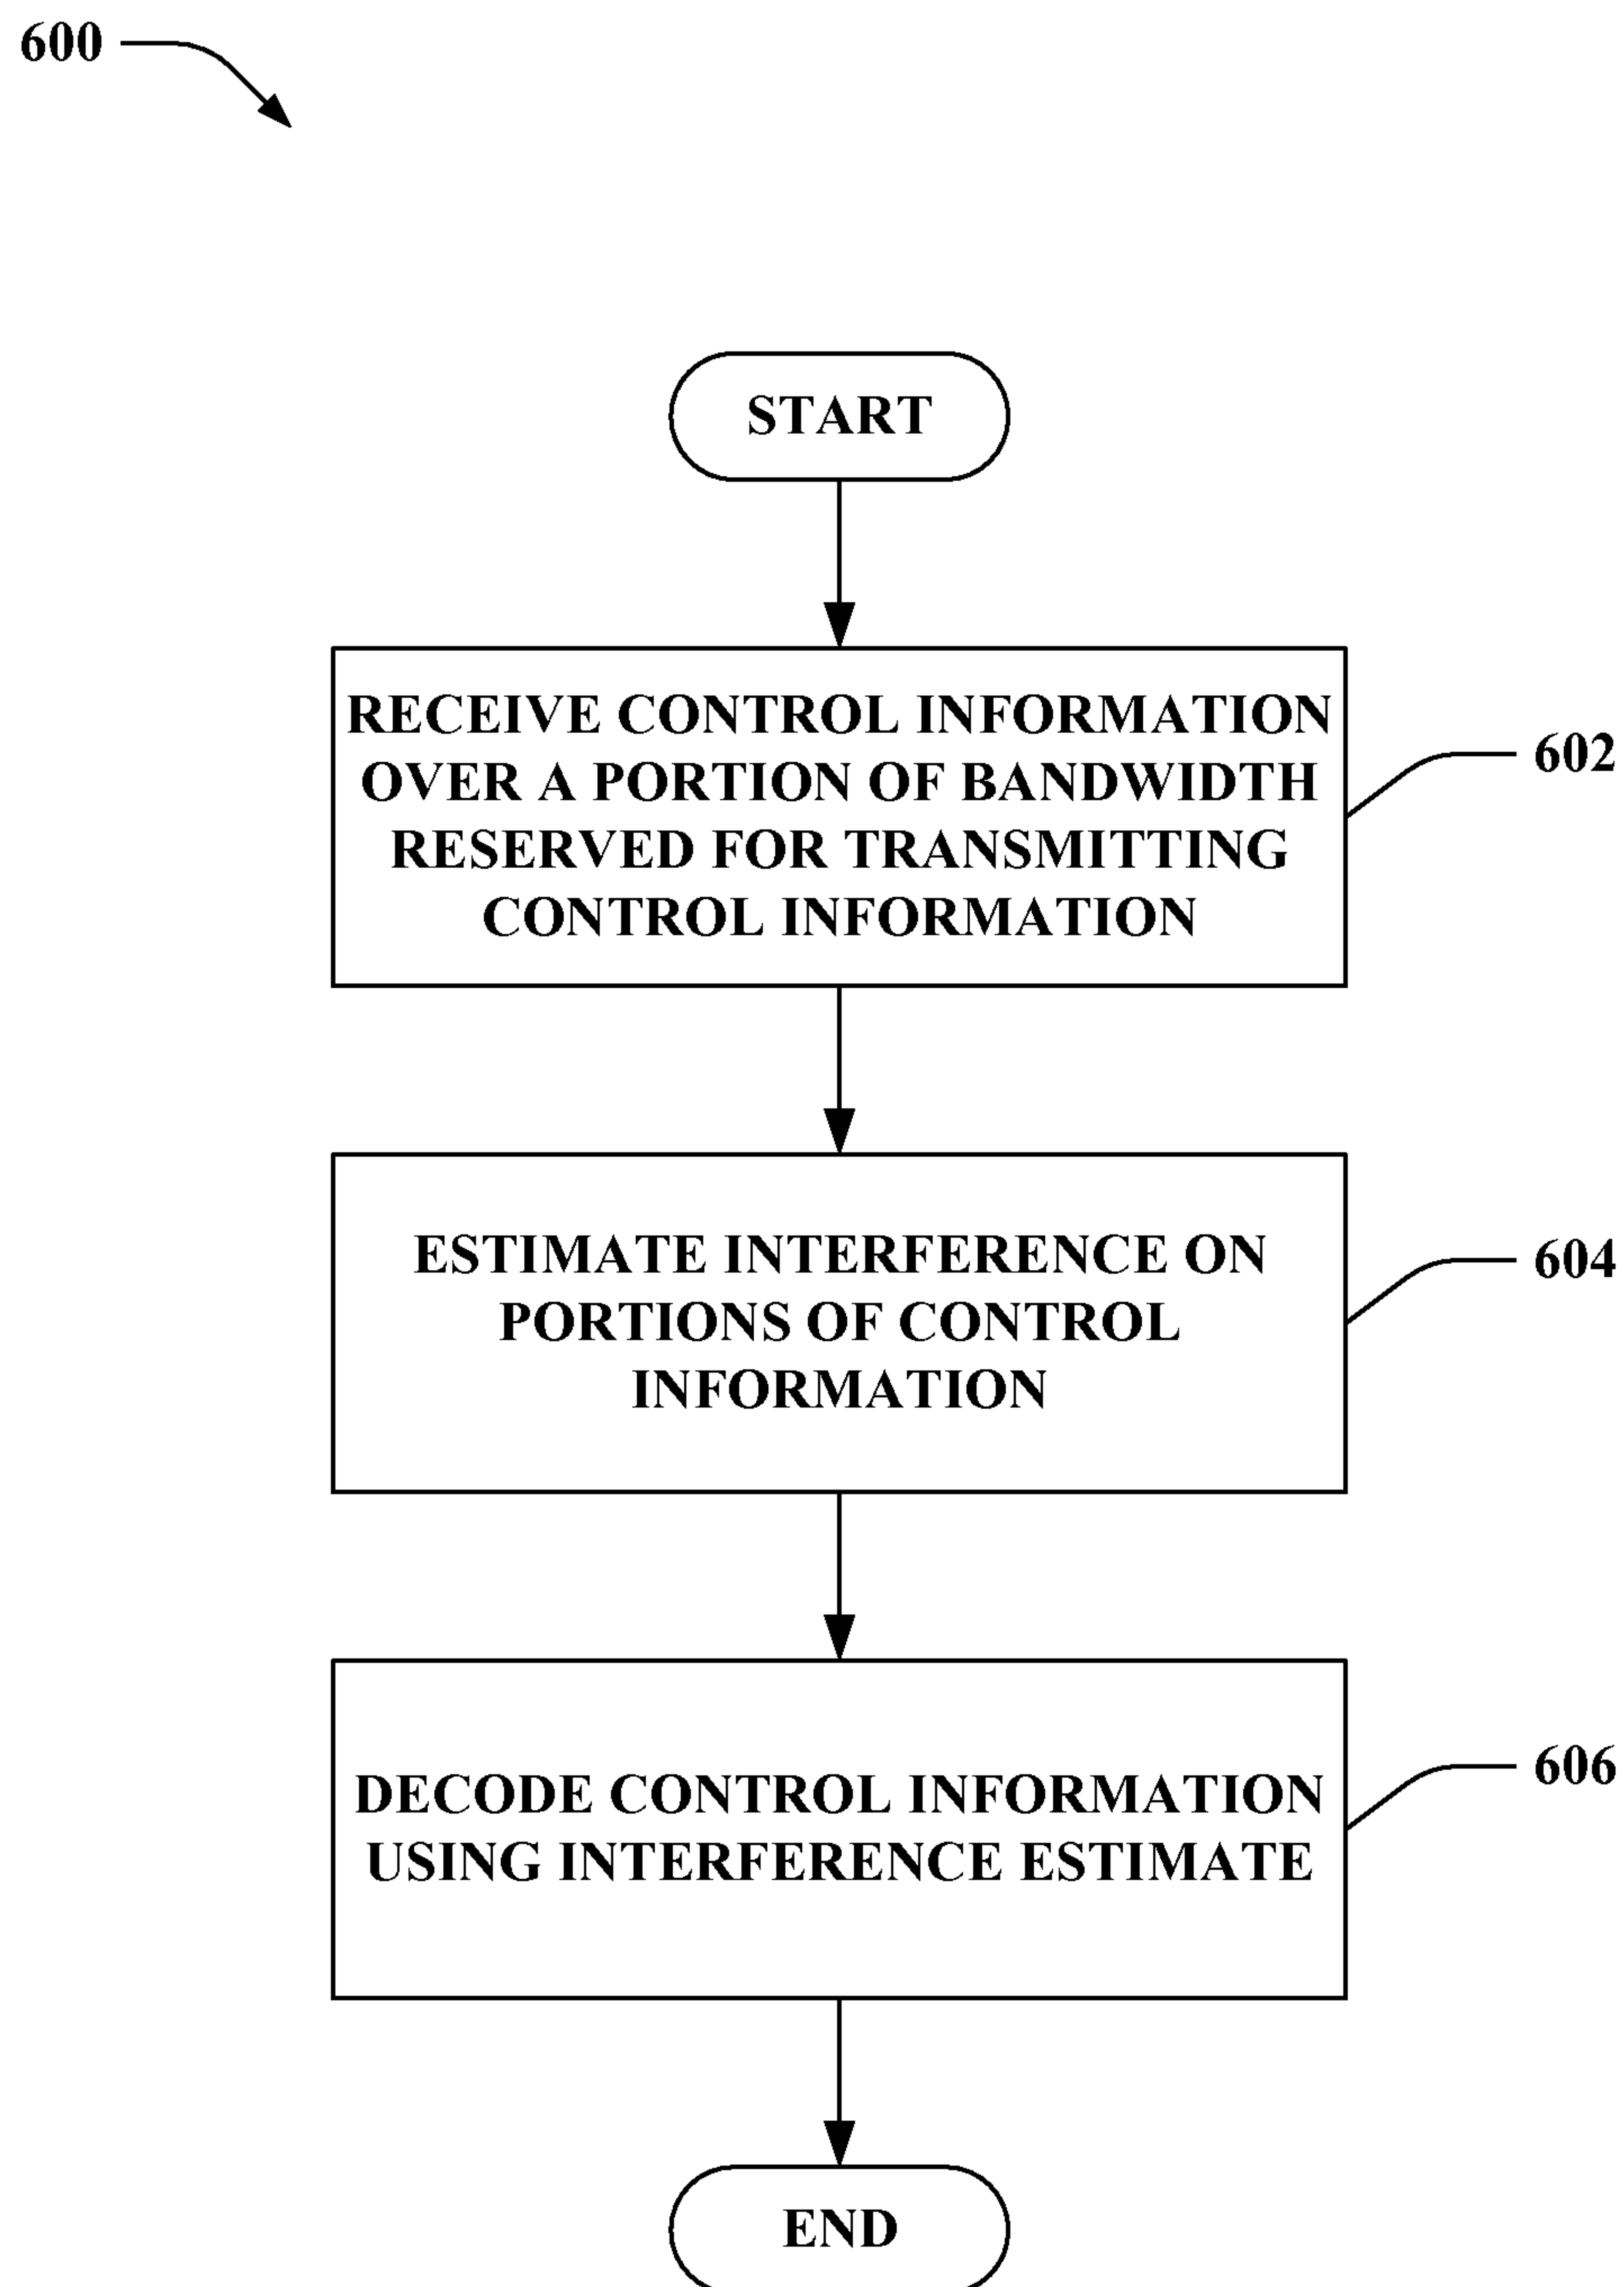 600
START
RECEIVE CONTROL INFORMATION
OVER A PORTION OF BANDWIDTH
RESERVED FOR TRANSMITTING
CONTROL INFORMATION
602
ESTIMATE INTERFERENCE ON
PORTIONS OF CONTROL
INFORMATION
604
DECODE CONTROL INFORMATION
USING INTERFERENCE ESTIMATE
606
END